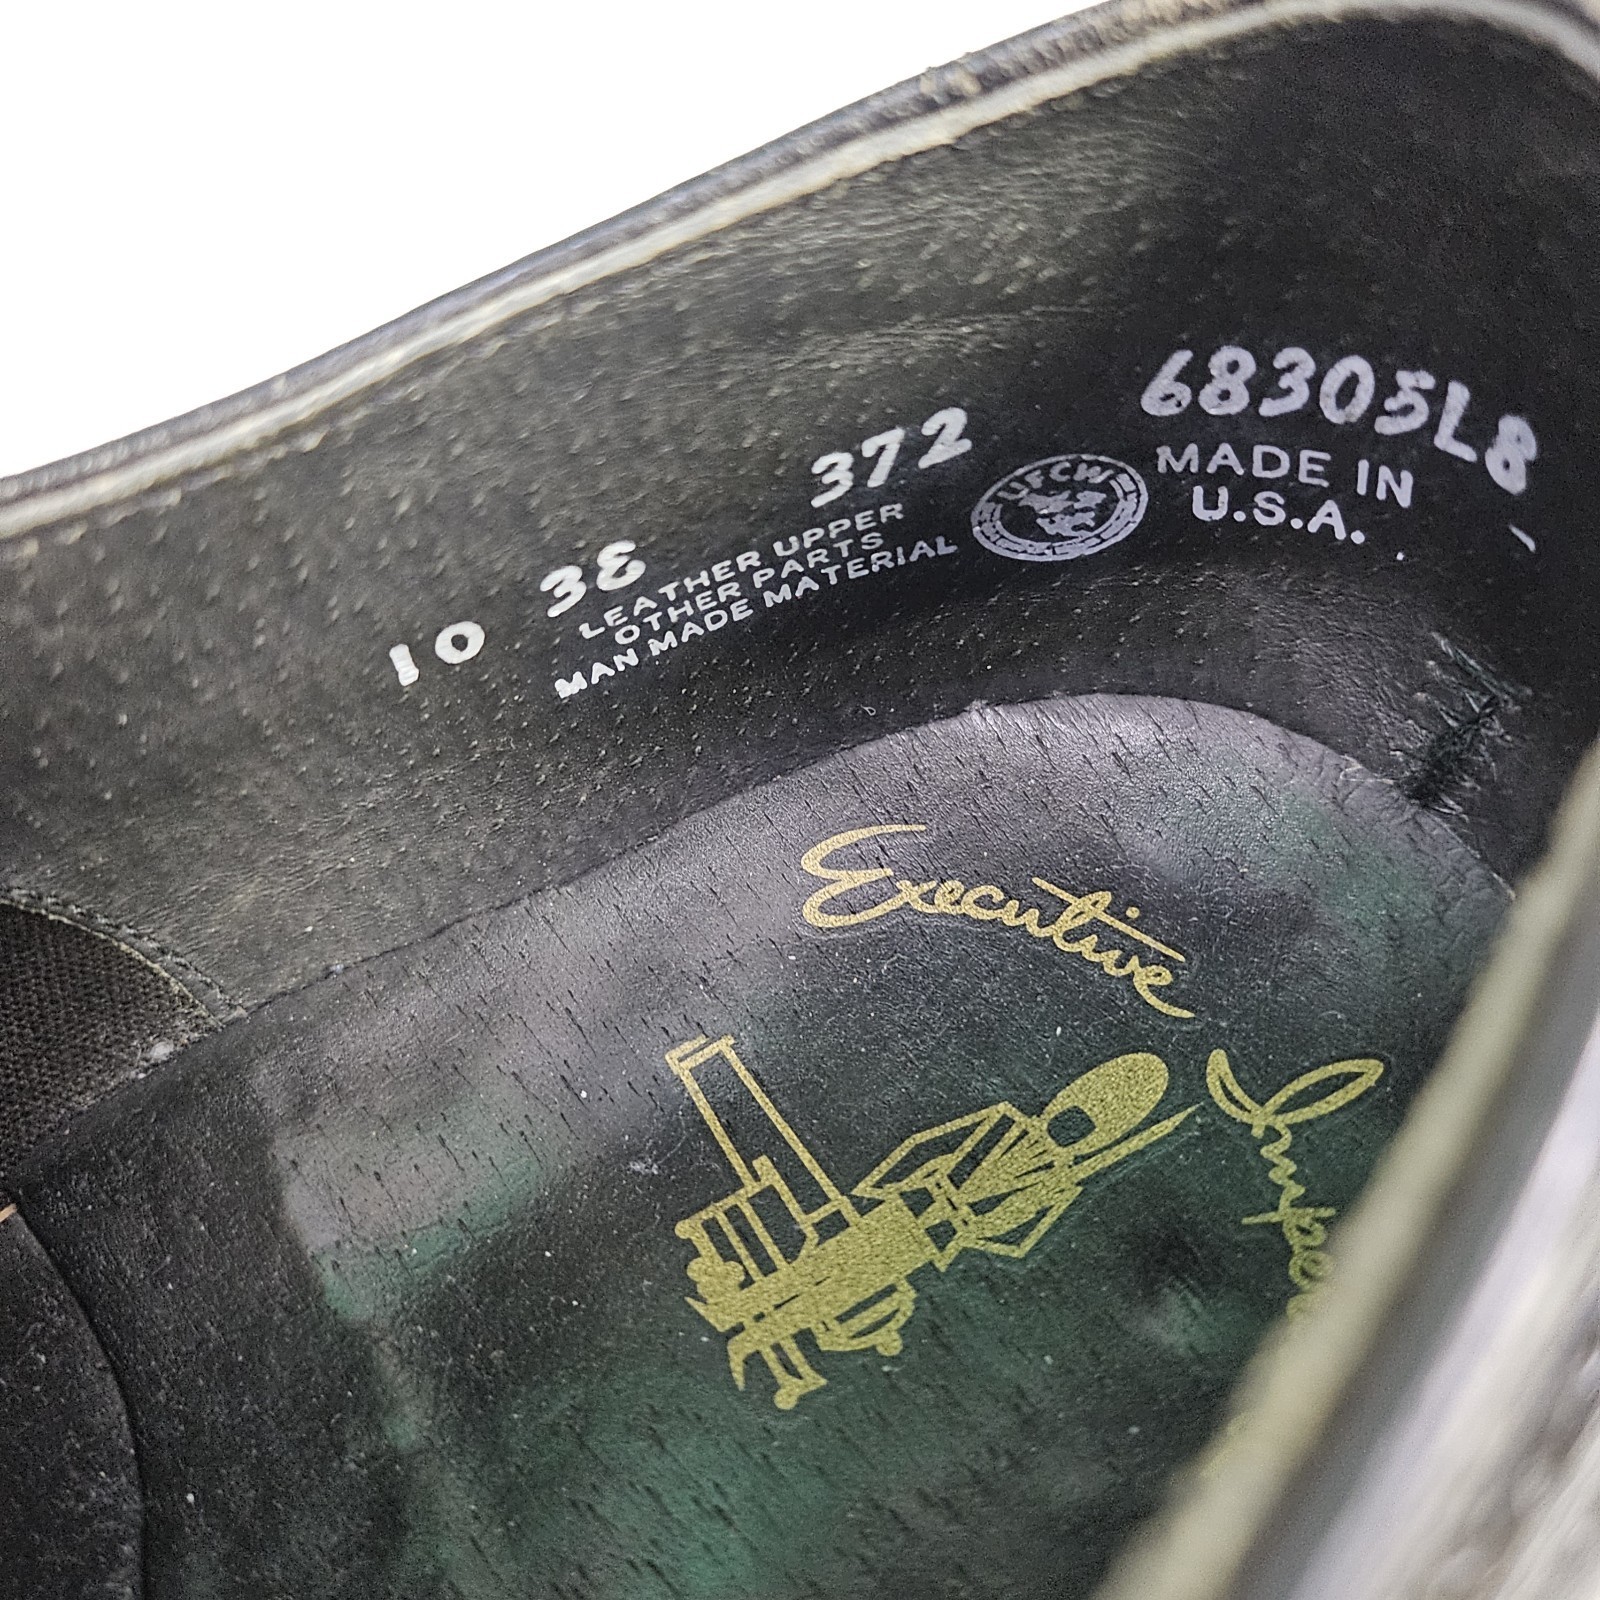 68305L8
372
UFCW
MADE IN
U.S.A.
10 3E
LEATHER UPPER
OTHER PARTS
MAN MADE MATERIAL
Executive